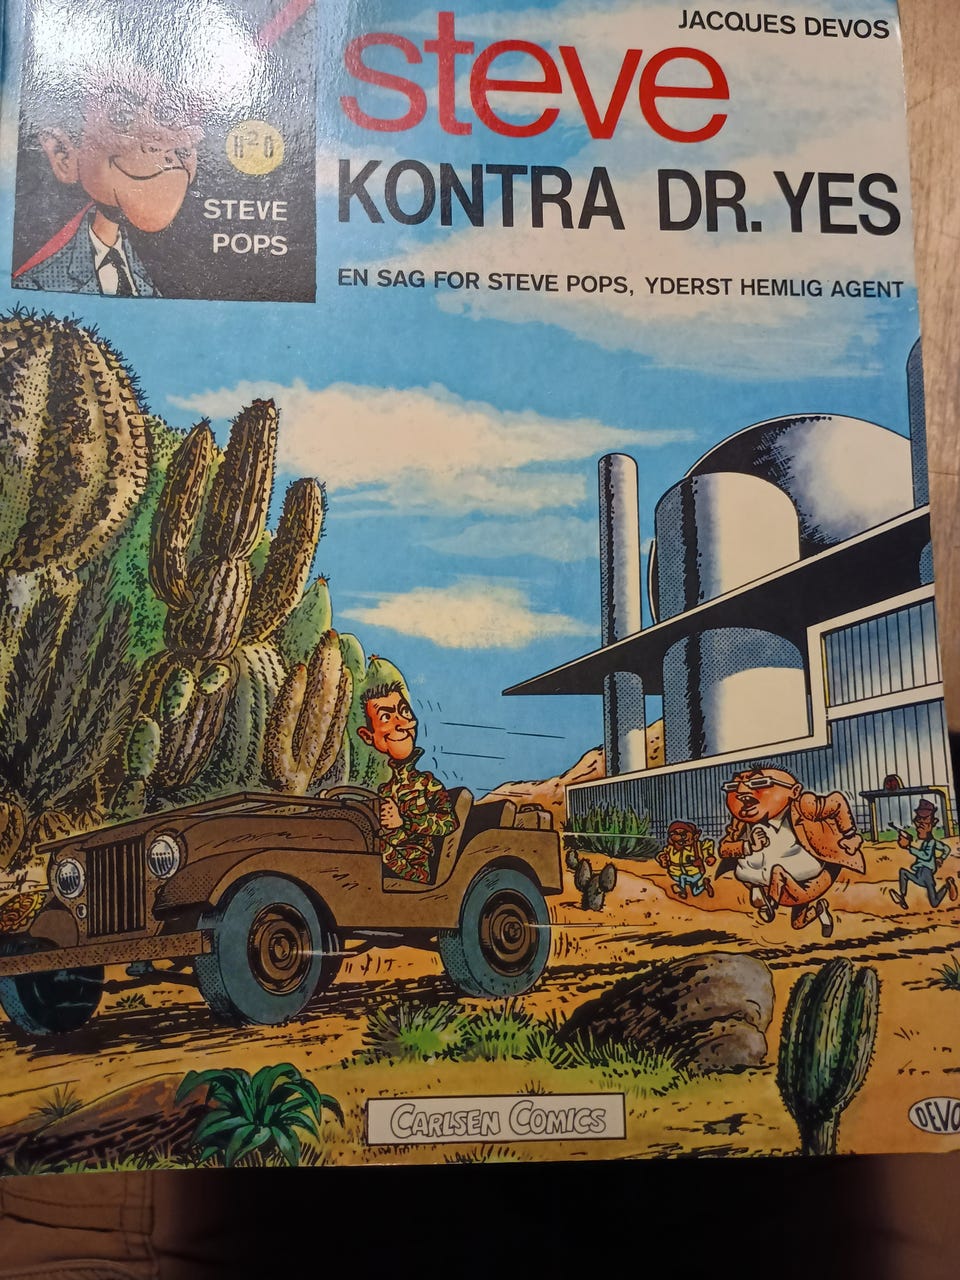 JACQUES DEVOS
steve
KONTRA DR. YES
EN SAG FOR STEVE POPS, YDERST HEMLIG AGENT
STEVE
POPS
CARLSEN COMICS